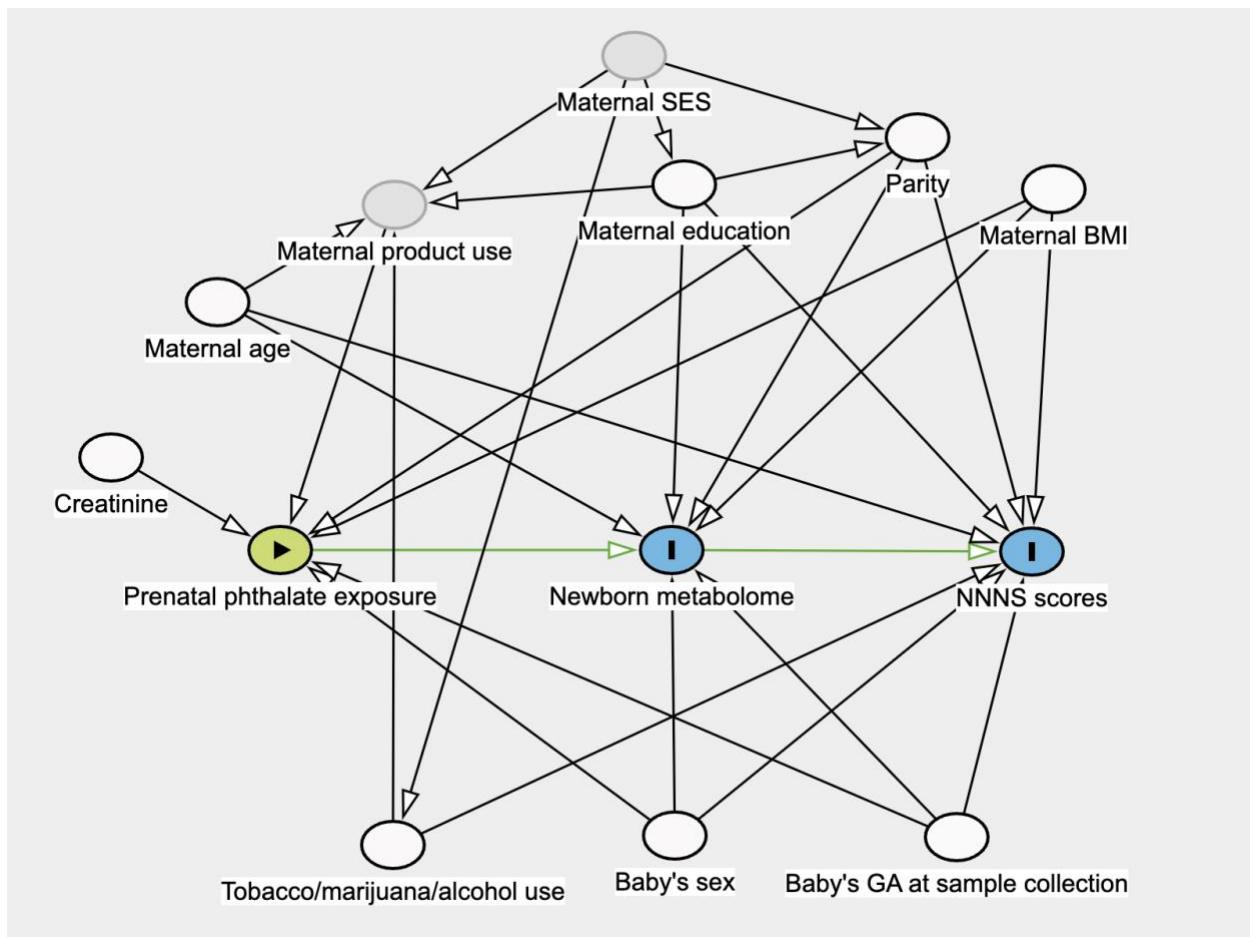 Maternal SES
Parity
Maternal education
Maternal BMI
Maternal product use
Maternal age
Creatinine
Prenatal phthalate exposure
Newborn metabolome
NNNS scores
Tobacco/marijuana/alcohol use
Baby's sex
Baby's GA at sample collection